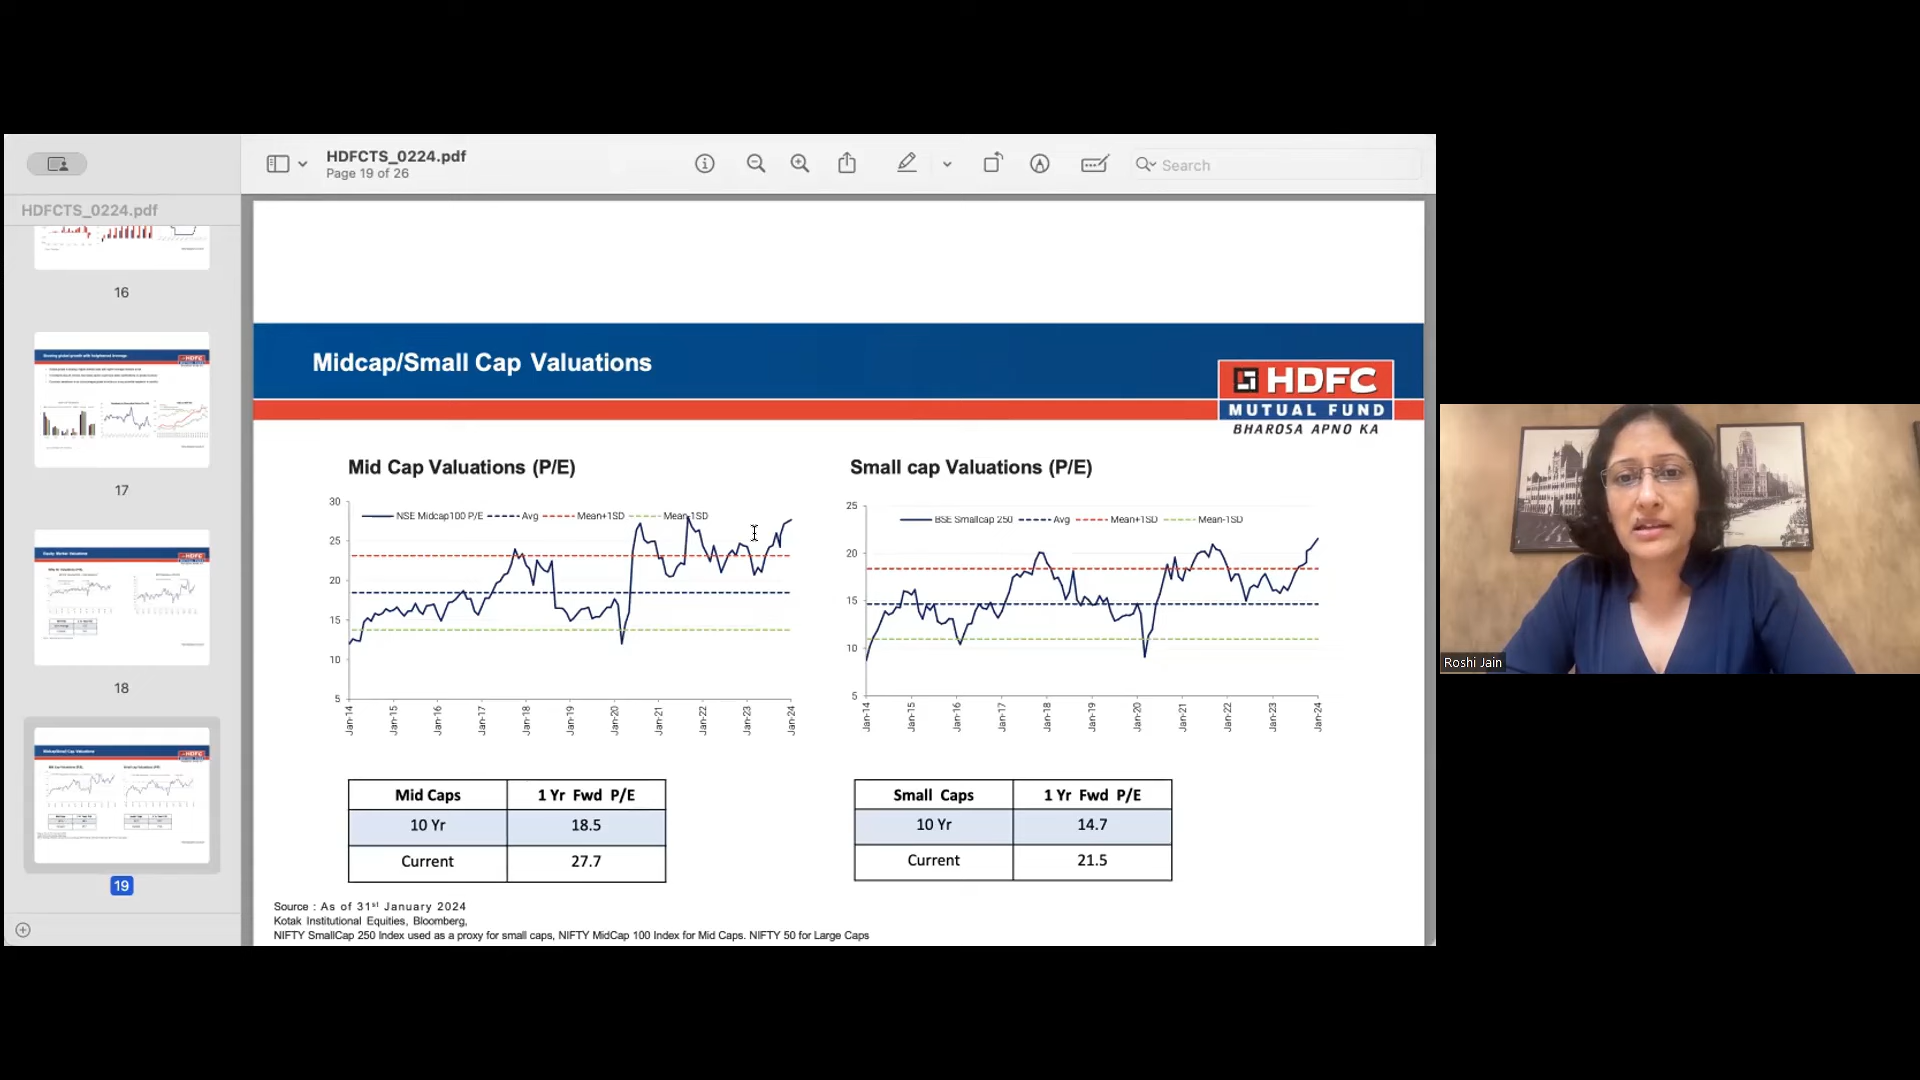 HDFCTS_0224.pdf
Page 19 of 26
Search
HDFCTS_0224.pdf
16
17
18
19
Midcap/Small Cap Valuations
HDFC
MUTUAL FUND
BHAROSA APNO KA
Mid Cap Valuations (P/E)
NSE Midcap100 P/E Avg Mean+1SD Mean-1SD
30
25
20
15
10
5
Jan-14 Jan-15 Jan-16 Jan-17 Jan-18 Jan-19 Jan-20 Jan-21 Jan-22 Jan-23 Jan-24
Small cap Valuations (P/E)
BSE Smallcap 250 Avg Mean+1SD Mean-1SD
25
20
15
10
5
Jan-14 Jan-15 Jan-16 Jan-17 Jan-18 Jan-19 Jan-20 Jan-21 Jan-22 Jan-23 Jan-24
Mid Caps 1 Yr Fwd P/E
10 Yr 18.5
Current 27.7
Small Caps 1 Yr Fwd P/E
10 Yr 14.7
Current 21.5
Source : As of 31st January 2024
Kotak Institutional Equities, Bloomberg,
NIFTY SmallCap 250 Index used as a proxy for small caps, NIFTY MidCap 100 Index for Mid Caps. NIFTY 50 for Large Caps
Roshi Jain